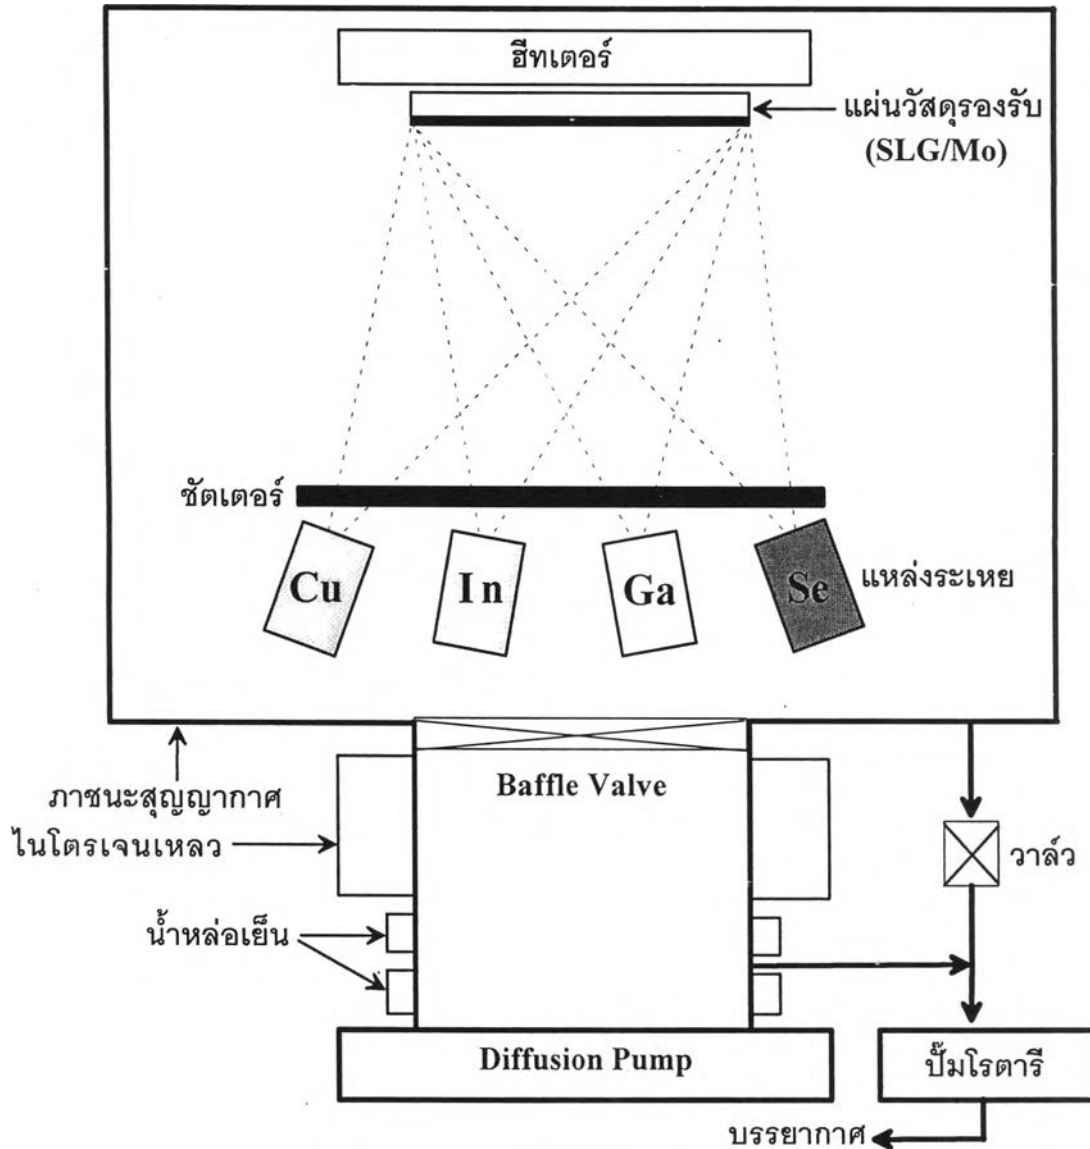 ฮีทเตอร์
แผ่นวัสดุรองรับ
(SLG/Mo)
ชัตเตอร์
Cu
In
Ga
Se
แหล่งระเหย
Baffle Valve
ภาชนะสุญญากาศ
ไนโตรเจนเหลว
วาล์ว
น้ำหล่อเย็น
Diffusion Pump
ปั๊มโรตารี
บรรยากาศ